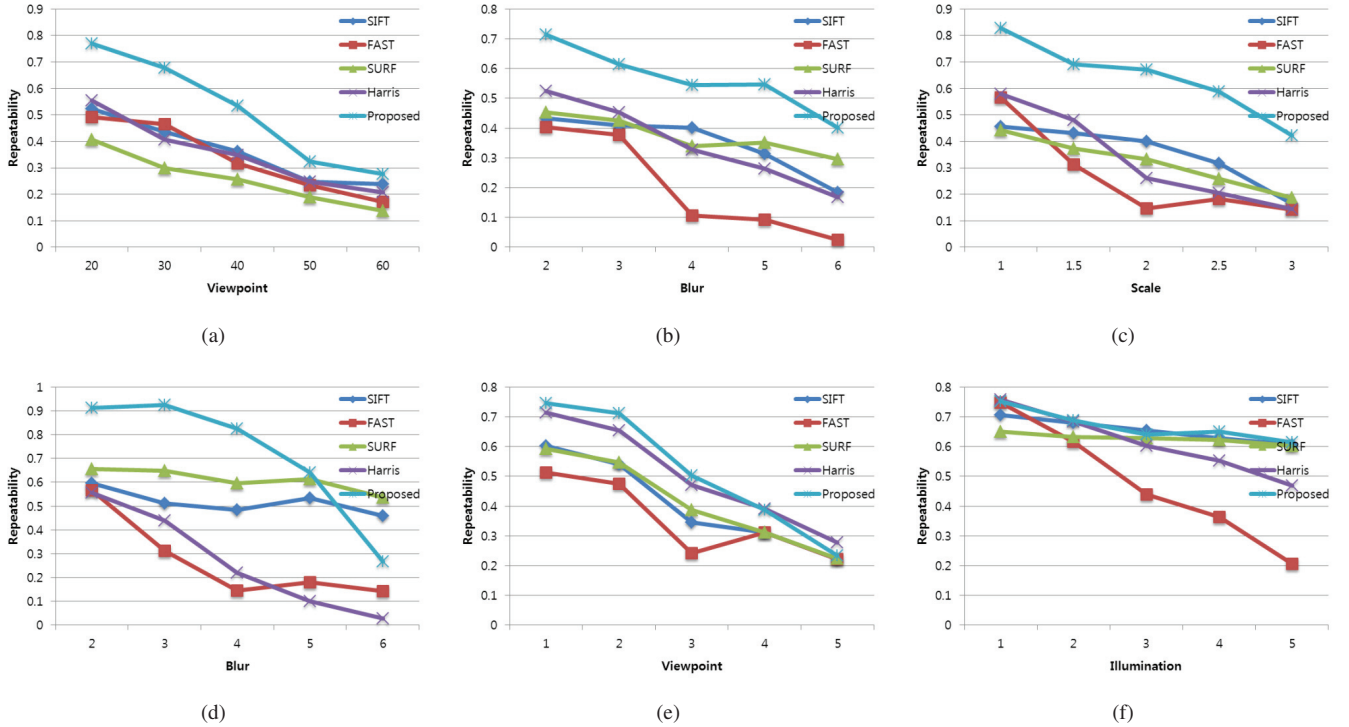 0.9
0.8
0.7
0.6
0.5
0.4
0.3
0.2
0.1
0
Repeatability
20 30 40 50 60
Viewpoint
SIFT
FAST
SURF
Harris
Proposed
(a)
0.8
0.7
0.6
0.5
0.4
0.3
0.2
0.1
0
Repeatability
2 3 4 5 6
Blur
SIFT
FAST
SURF
Harris
Proposed
(b)
0.9
0.8
0.7
0.6
0.5
0.4
0.3
0.2
0.1
0
Repeatability
1 1.5 2 2.5 3
Scale
SIFT
FAST
SURF
Harris
Proposed
(c)
1
0.9
0.8
0.7
0.6
0.5
0.4
0.3
0.2
0.1
0
Repeatability
2 3 4 5 6
Blur
SIFT
FAST
SURF
Harris
Proposed
(d)
0.8
0.7
0.6
0.5
0.4
0.3
0.2
0.1
0
Repeatability
1 2 3 4 5
Viewpoint
SIFT
FAST
SURF
Harris
Proposed
(e)
0.8
0.7
0.6
0.5
0.4
0.3
0.2
0.1
0
Repeatability
1 2 3 4 5
Illumination
SIFT
FAST
SURF
Harris
Proposed
(f)